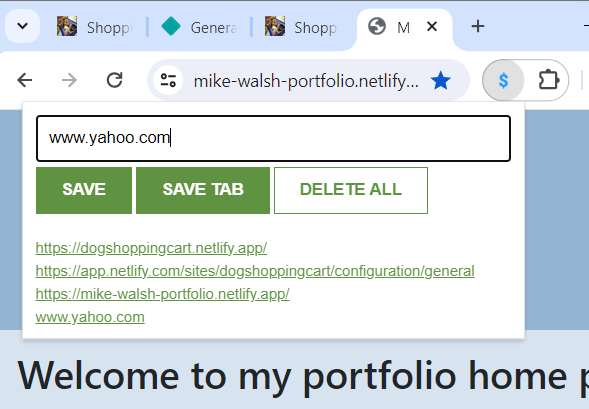 Shopp
Genera
Shopp
M
mike-walsh-portfolio.netlify...
$
www.yahoo.com
SAVE
SAVE TAB
DELETE ALL
https://dogshoppingcart.netlify.app/
https://app.netlify.com/sites/dogshoppingcart/configuration/general
https://mike-walsh-portfolio.netlify.app/
www.yahoo.com
Welcome to my portfolio home p